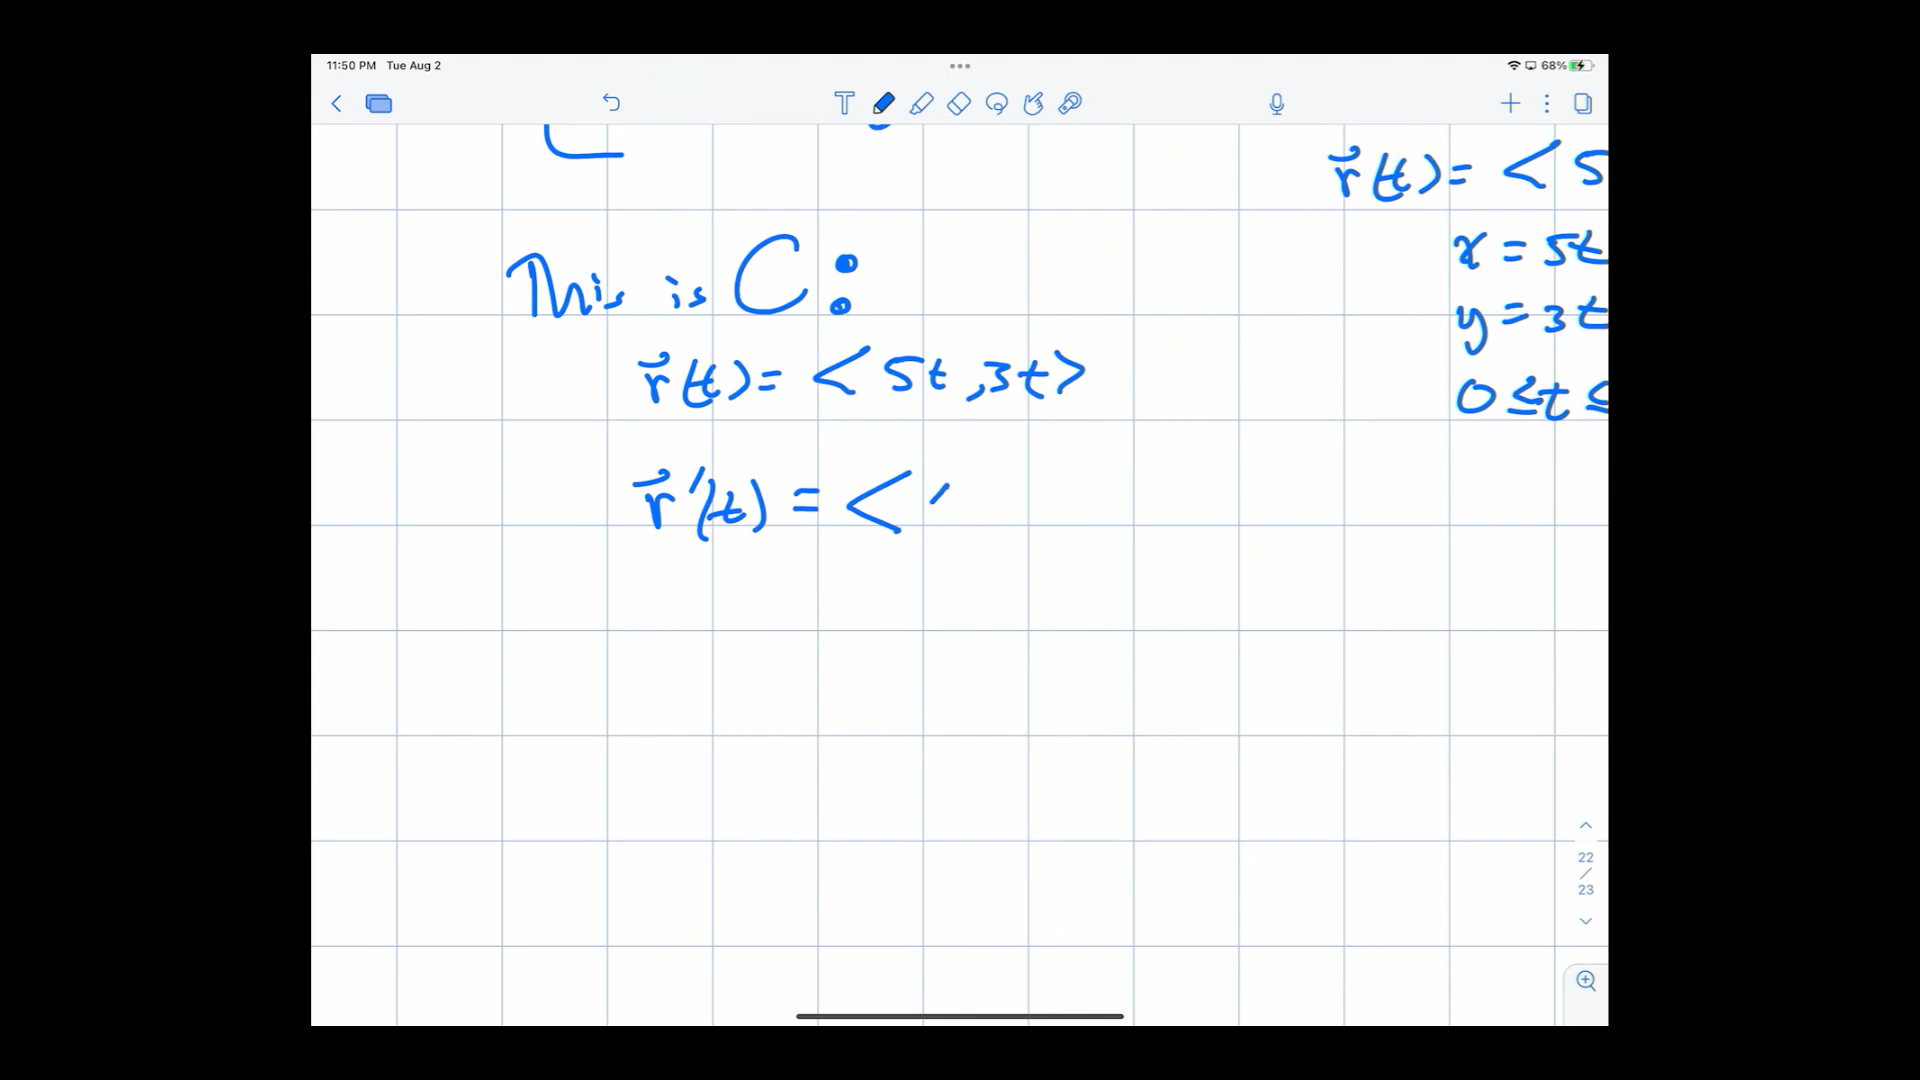 11:50 PM Tue Aug 2
68%
T
r⃗(t)= < 5
x = 5t
y = 3t
0 ≤ t ≤
This is C:
r⃗(t)= < 5t ,3t>
r⃗'(t) = <
22
/
23